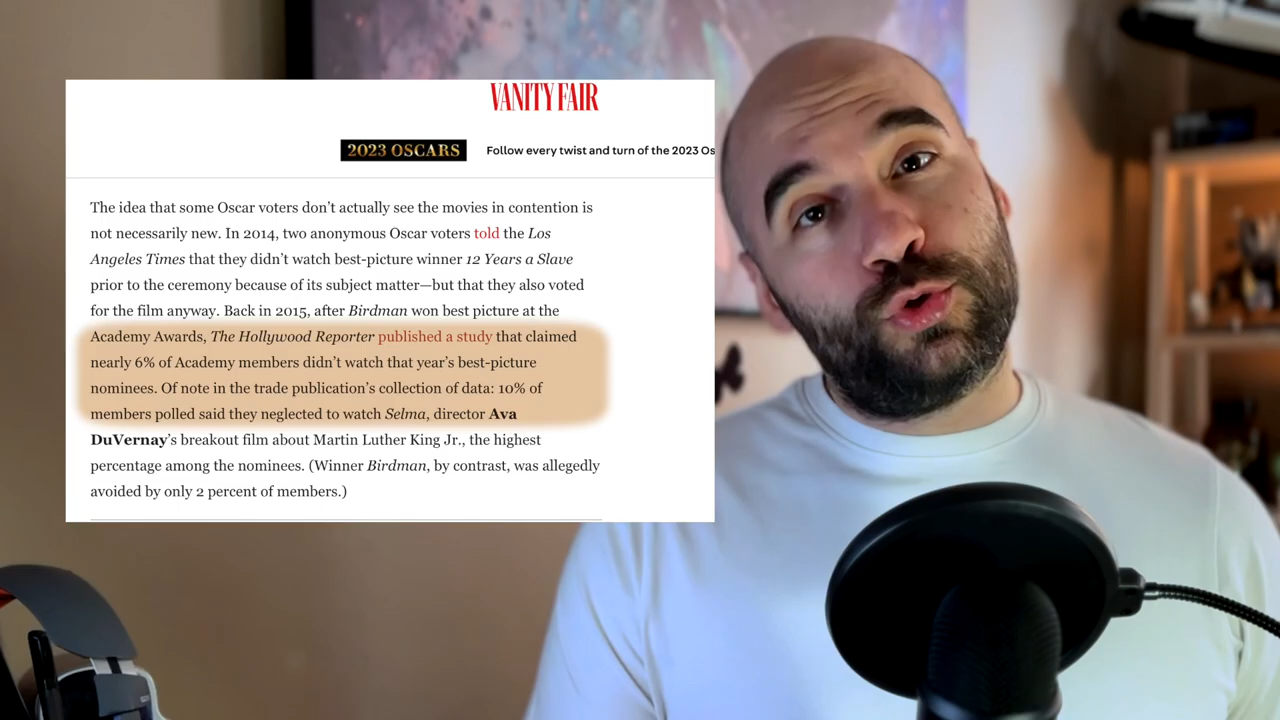 VANITY FAIR
2023 OSCARS Follow every twist and turn of the 2023 Os
The idea that some Oscar voters don’t actually see the movies in contention is
not necessarily new. In 2014, two anonymous Oscar voters told the Los
Angeles Times that they didn’t watch best-picture winner 12 Years a Slave
prior to the ceremony because of its subject matter—but that they also voted
for the film anyway. Back in 2015, after Birdman won best picture at the
Academy Awards, The Hollywood Reporter published a study that claimed
nearly 6% of Academy members didn’t watch that year’s best-picture
nominees. Of note in the trade publication’s collection of data: 10% of
members polled said they neglected to watch Selma, director Ava
DuVernay’s breakout film about Martin Luther King Jr., the highest
percentage among the nominees. (Winner Birdman, by contrast, was allegedly
avoided by only 2 percent of members.)